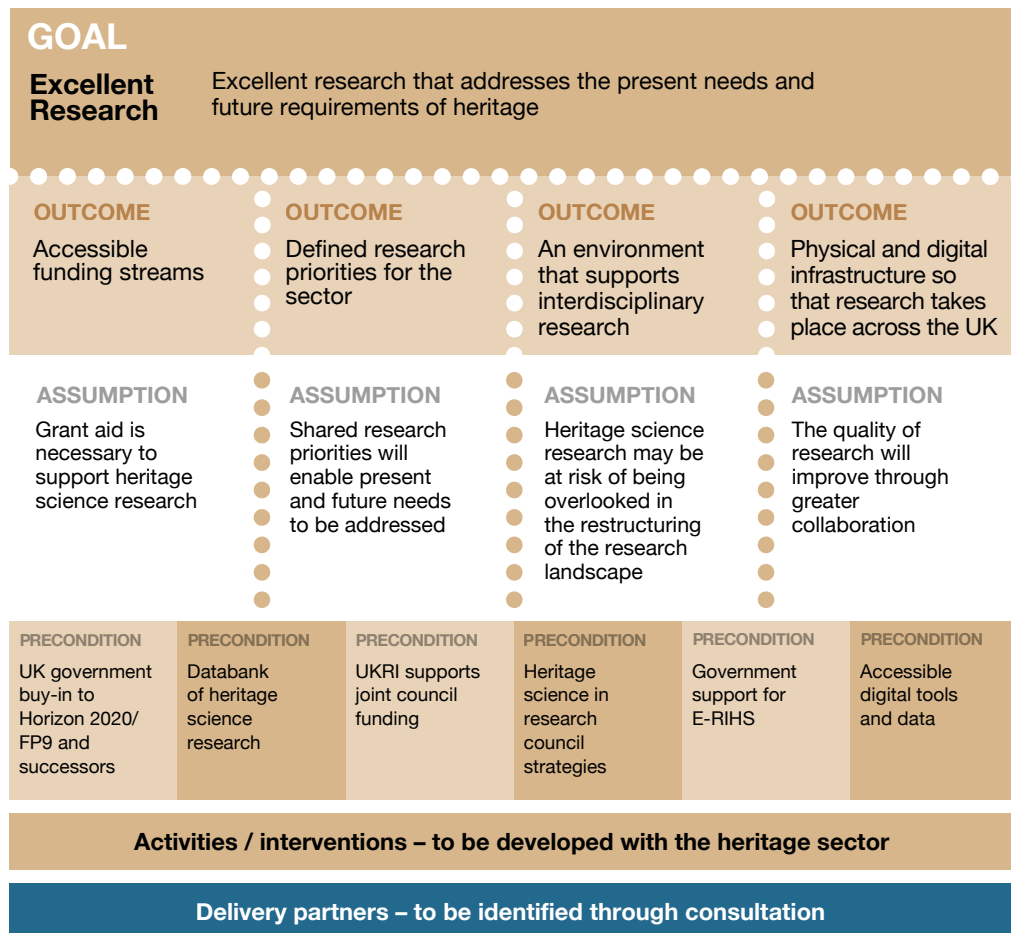 GOAL
Excellent
Research
Excellent research that addresses the present needs and
future requirements of heritage
OUTCOME
Accessible
funding streams
OUTCOME
Defined research
priorities for the
sector
OUTCOME
An environment
that supports
interdisciplinary
research
OUTCOME
Physical and digital
infrastructure so
that research takes
place across the UK
ASSUMPTION
Grant aid is
necessary to
support heritage
science research
ASSUMPTION
Shared research
priorities will
enable present
and future needs
to be addressed
ASSUMPTION
Heritage science
research may be
at risk of being
overlooked in
the restructuring
of the research
landscape
ASSUMPTION
The quality of
research will
improve through
greater
collaboration
PRECONDITION
UK government
buy-in to
Horizon 2020/
FP9 and
successors
PRECONDITION
Databank
of heritage
science
research
PRECONDITION
UKRI supports
joint council
funding
PRECONDITION
Heritage
science in
research
council
strategies
PRECONDITION
Government
support for
E-RIHS
PRECONDITION
Accessible
digital tools
and data
Activities / interventions – to be developed with the heritage sector
Delivery partners – to be identified through consultation